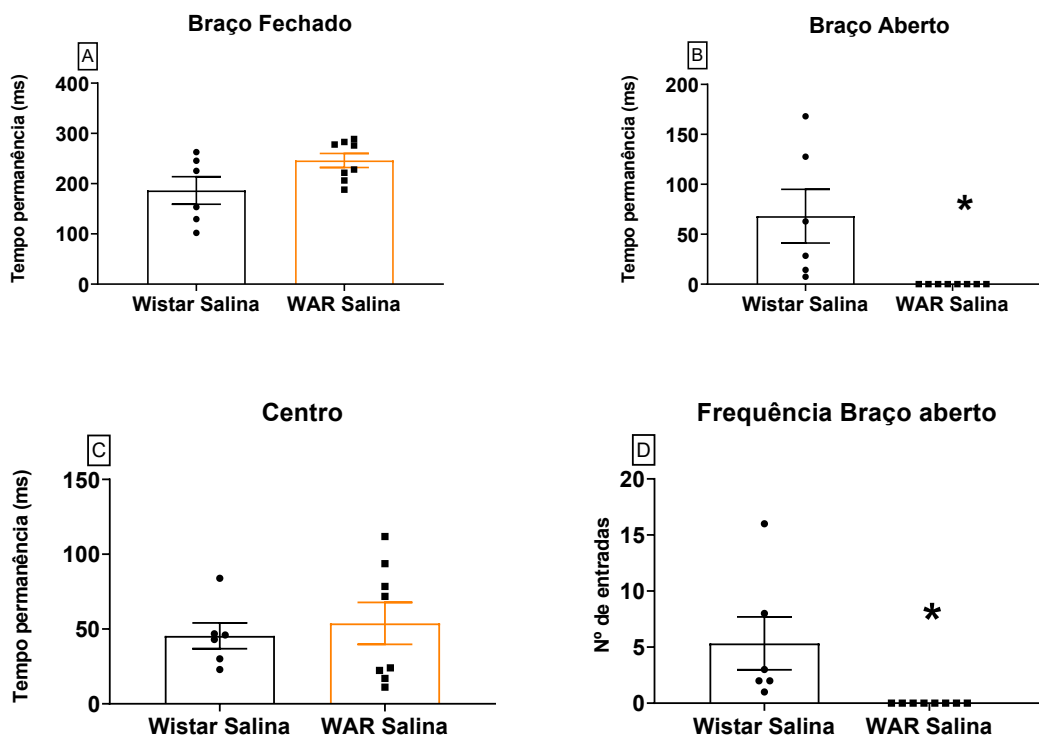 Braço Fechado
A
Tempo permanência (ms)
400
300
200
100
0
Wistar Salina
WAR Salina
Braço Aberto
B
Tempo permanência (ms)
200
150
100
50
0
*
Wistar Salina
WAR Salina
Centro
C
Tempo permanência (ms)
150
100
50
0
Wistar Salina
WAR Salina
Frequência Braço aberto
D
Nº de entradas
20
15
10
5
0
*
Wistar Salina
WAR Salina